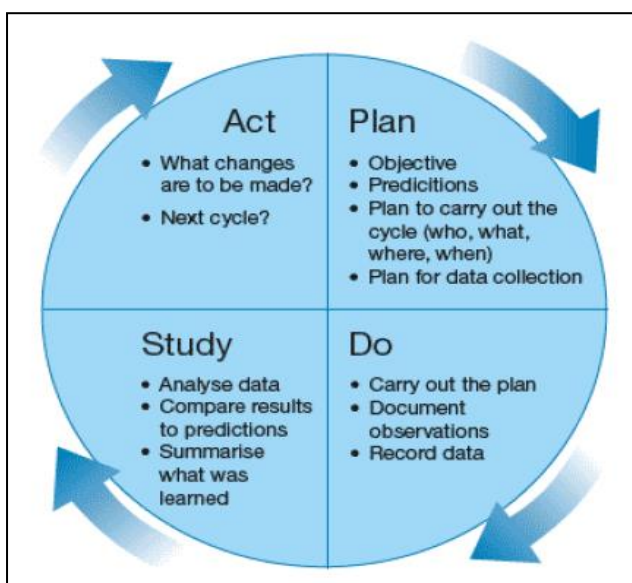 Act
• What changes
are to be made?
• Next cycle?
Plan
• Objective
• Predicitions
• Plan to carry out the
cycle (who, what,
where, when)
• Plan for data collection
Study
• Analyse data
• Compare results
to predictions
• Summarise
what was
learned
Do
• Carry out the plan
• Document
observations
• Record data